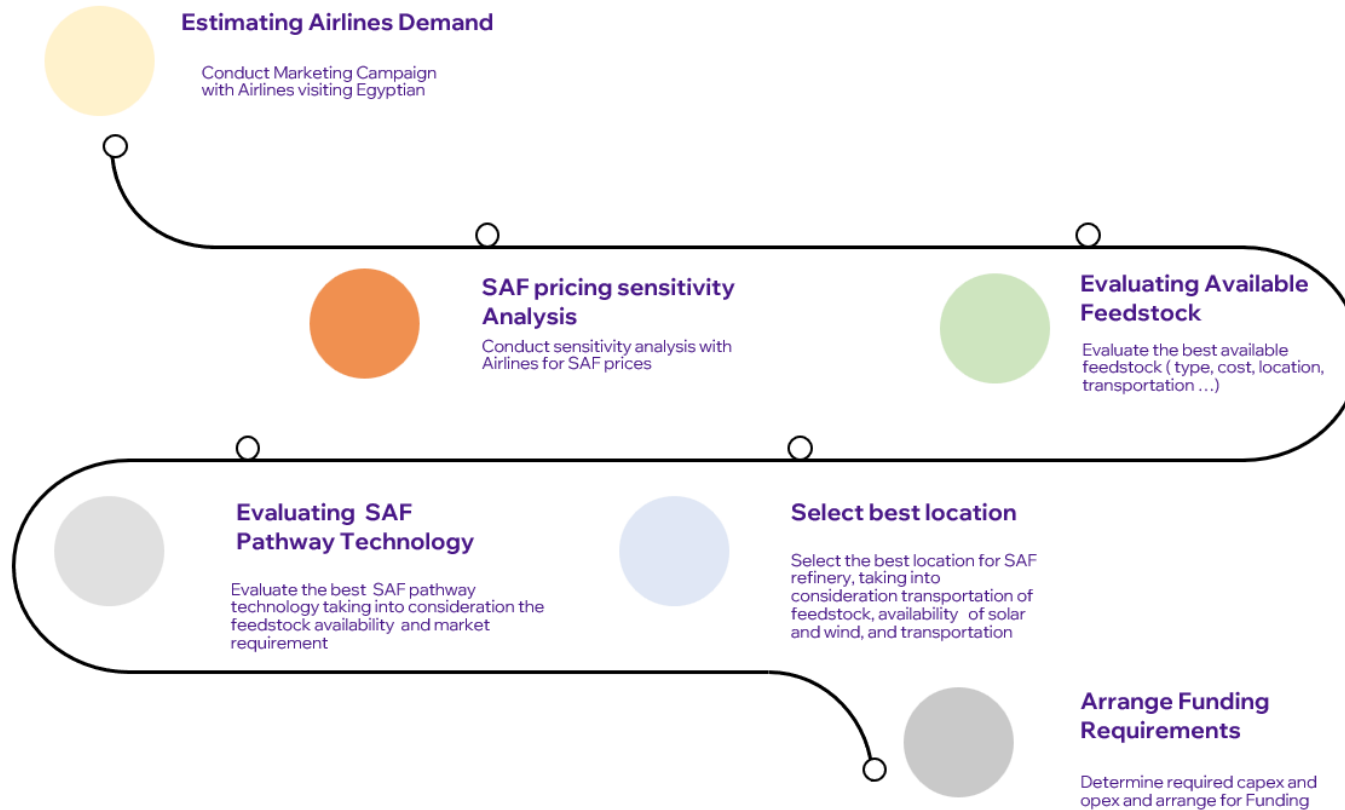 Estimating Airlines Demand
Conduct Marketing Campaign
with Airlines visiting Egyptian
SAF pricing sensitivity
Analysis
Conduct sensitivity analysis with
Airlines for SAF prices
Evaluating Available
Feedstock
Evaluate the best available
feedstock ( type, cost, location,
transportation ...)
Select best location
Select the best location for SAF
refinery, taking into
consideration transportation of
feedstock, availability of solar
and wind, and transportation
Evaluating SAF
Pathway Technology
Evaluate the best SAF pathway
technology taking into consideration the
feedstock availability and market
requirement
Arrange Funding
Requirements
Determine required capex and
opex and arrange for Funding